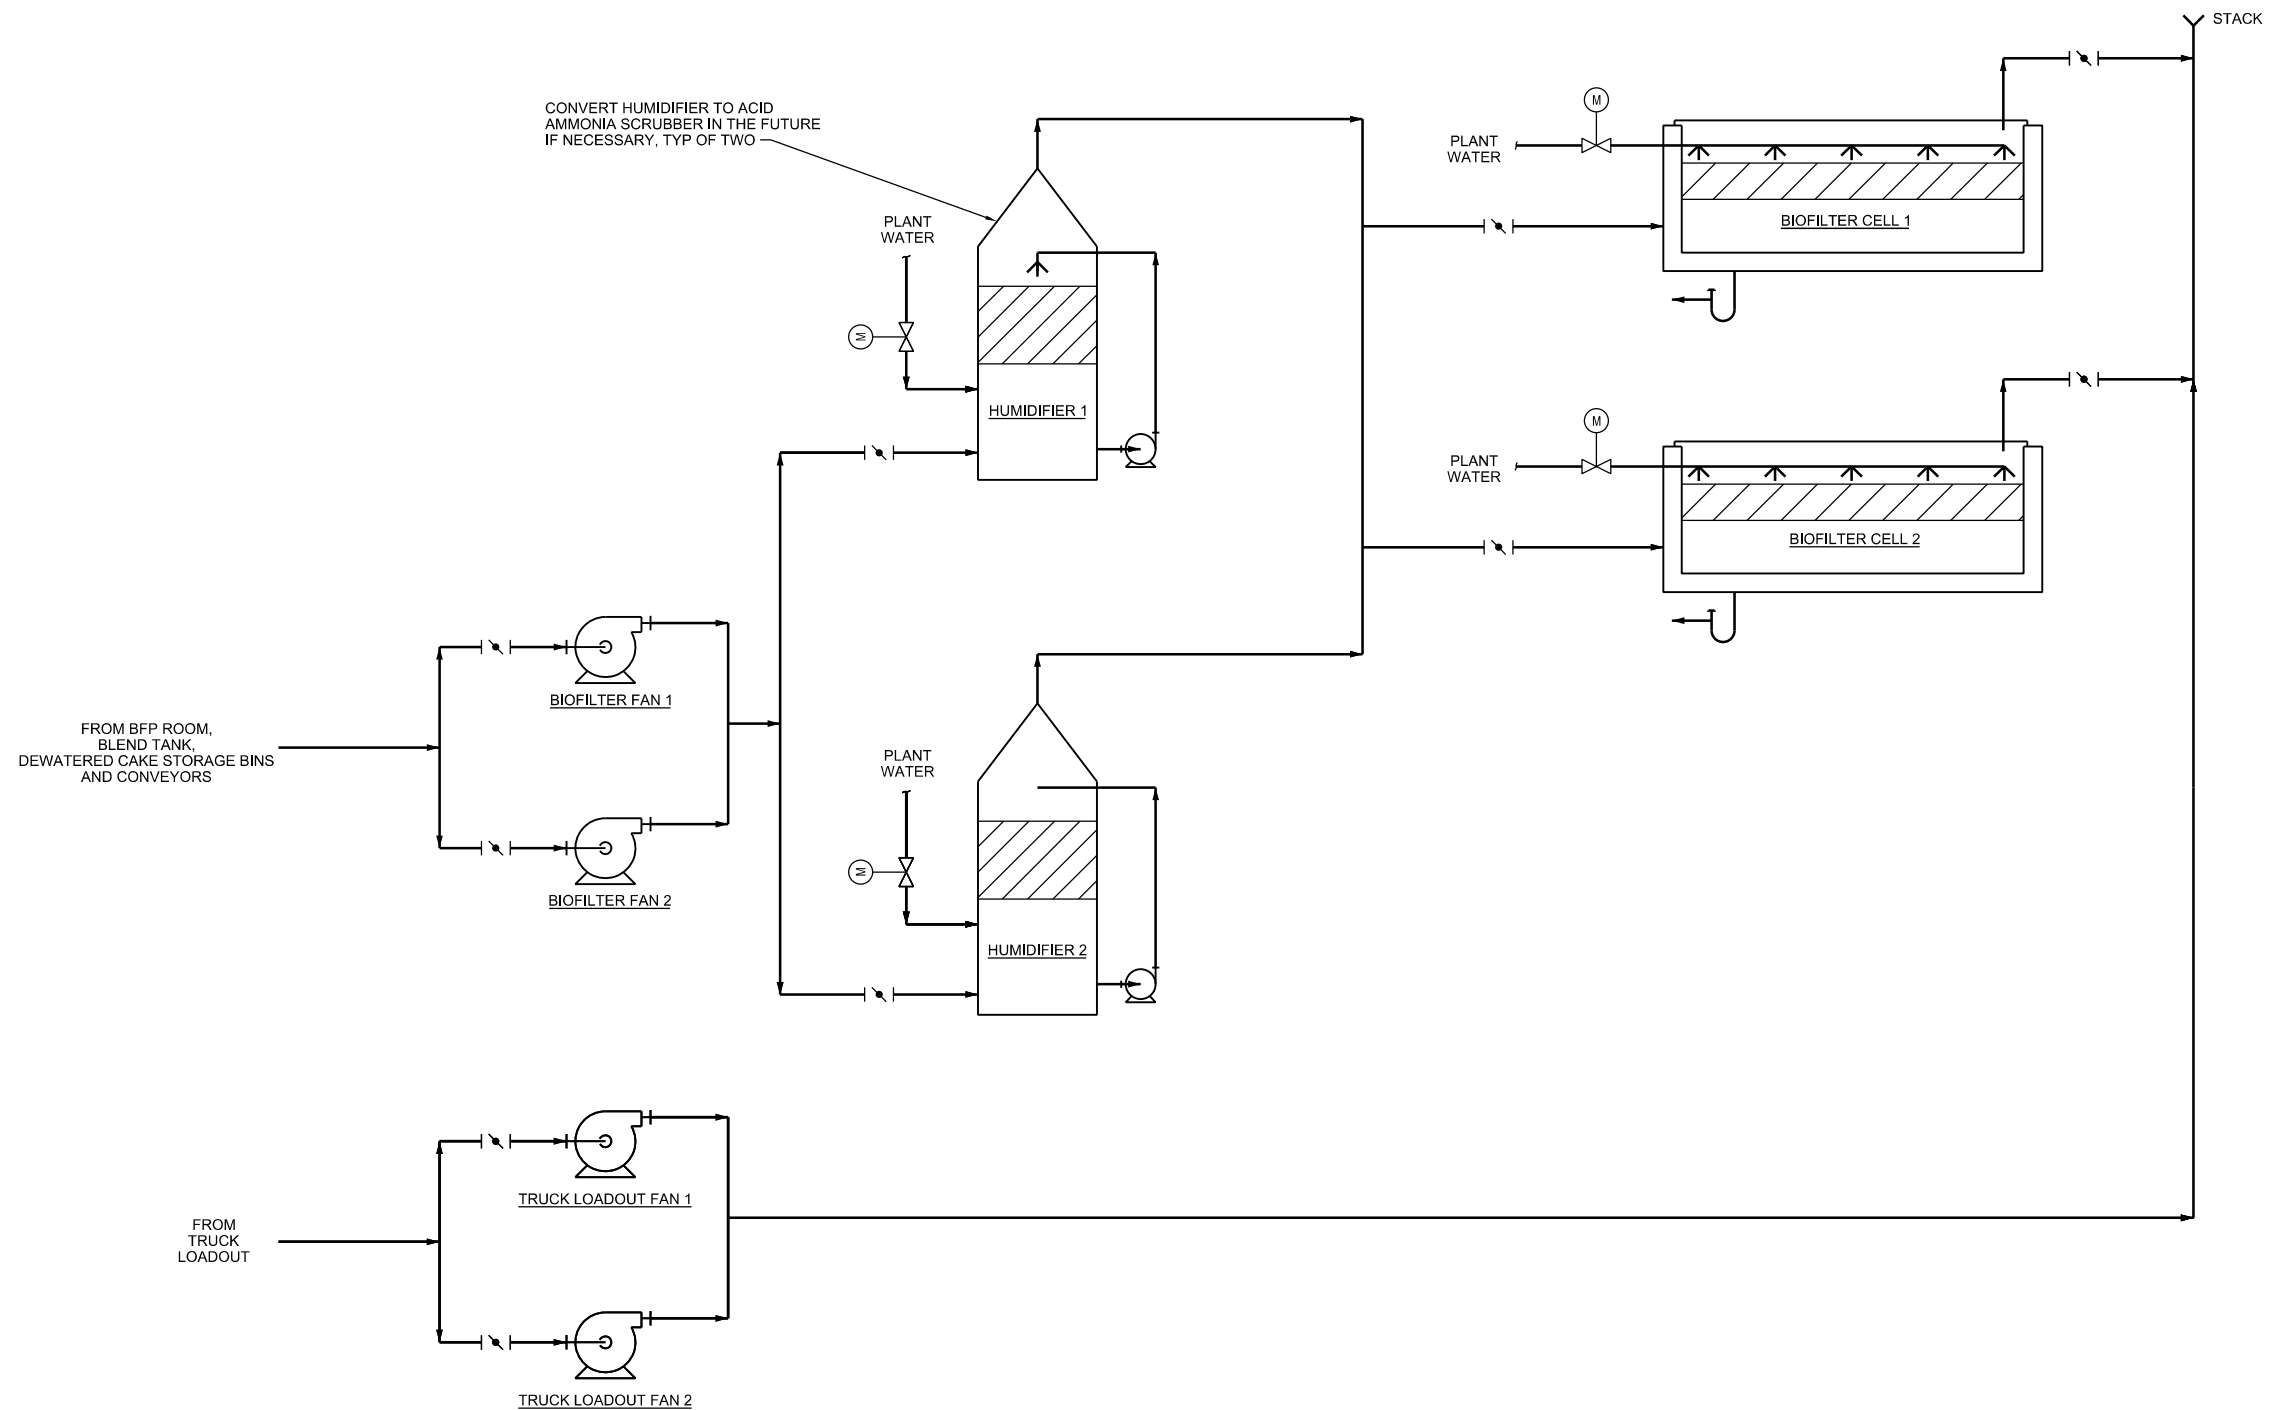 STACK
CONVERT HUMIDIFIER TO ACID
AMMONIA SCRUBBER IN THE FUTURE
IF NECESSARY, TYP OF TWO
M
PLANT
WATER
PLANT
WATER
BIOFILTER CELL 1
M
HUMIDIFIER 1
M
PLANT
WATER
BIOFILTER CELL 2
BIOFILTER FAN 1
FROM BFP ROOM,
BLEND TANK,
DEWATERED CAKE STORAGE BINS
AND CONVEYORS
PLANT
WATER
M
BIOFILTER FAN 2
HUMIDIFIER 2
TRUCK LOADOUT FAN 1
FROM
TRUCK
LOADOUT
TRUCK LOADOUT FAN 2